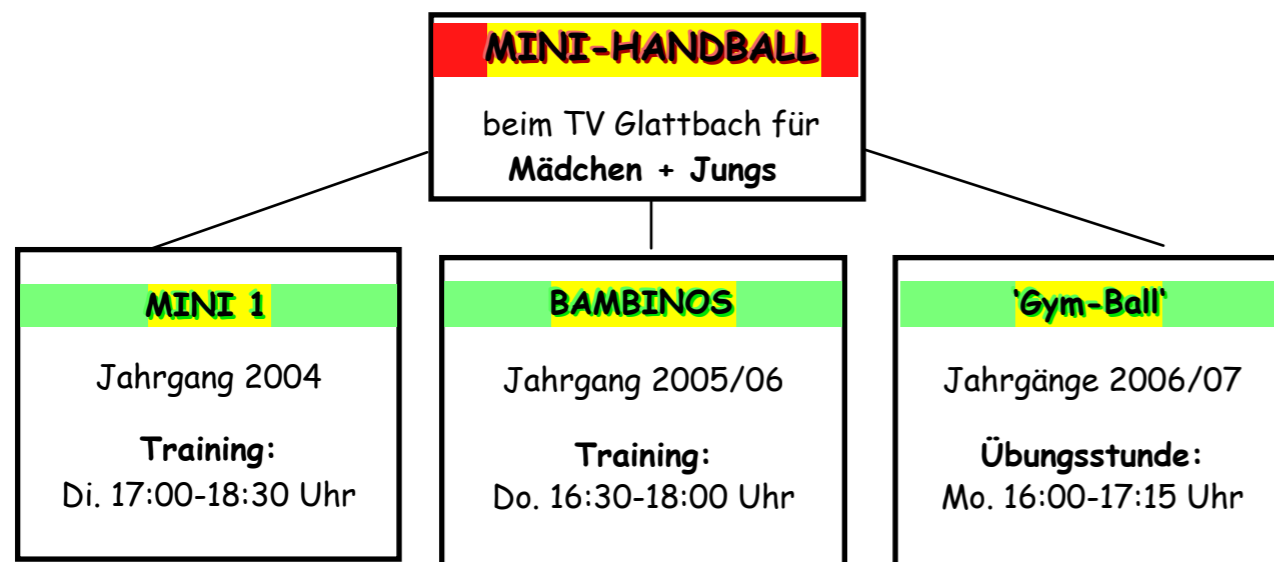 MINI-HANDBALL
beim TV Glattbach für
Mädchen + Jungs
MINI 1
Jahrgang 2004
Training:
Di. 17:00-18:30 Uhr
BAMBINOS
Jahrgang 2005/06
Training:
Do. 16:30-18:00 Uhr
'Gym-Ball'
Jahrgänge 2006/07
Übungsstunde:
Mo. 16:00-17:15 Uhr